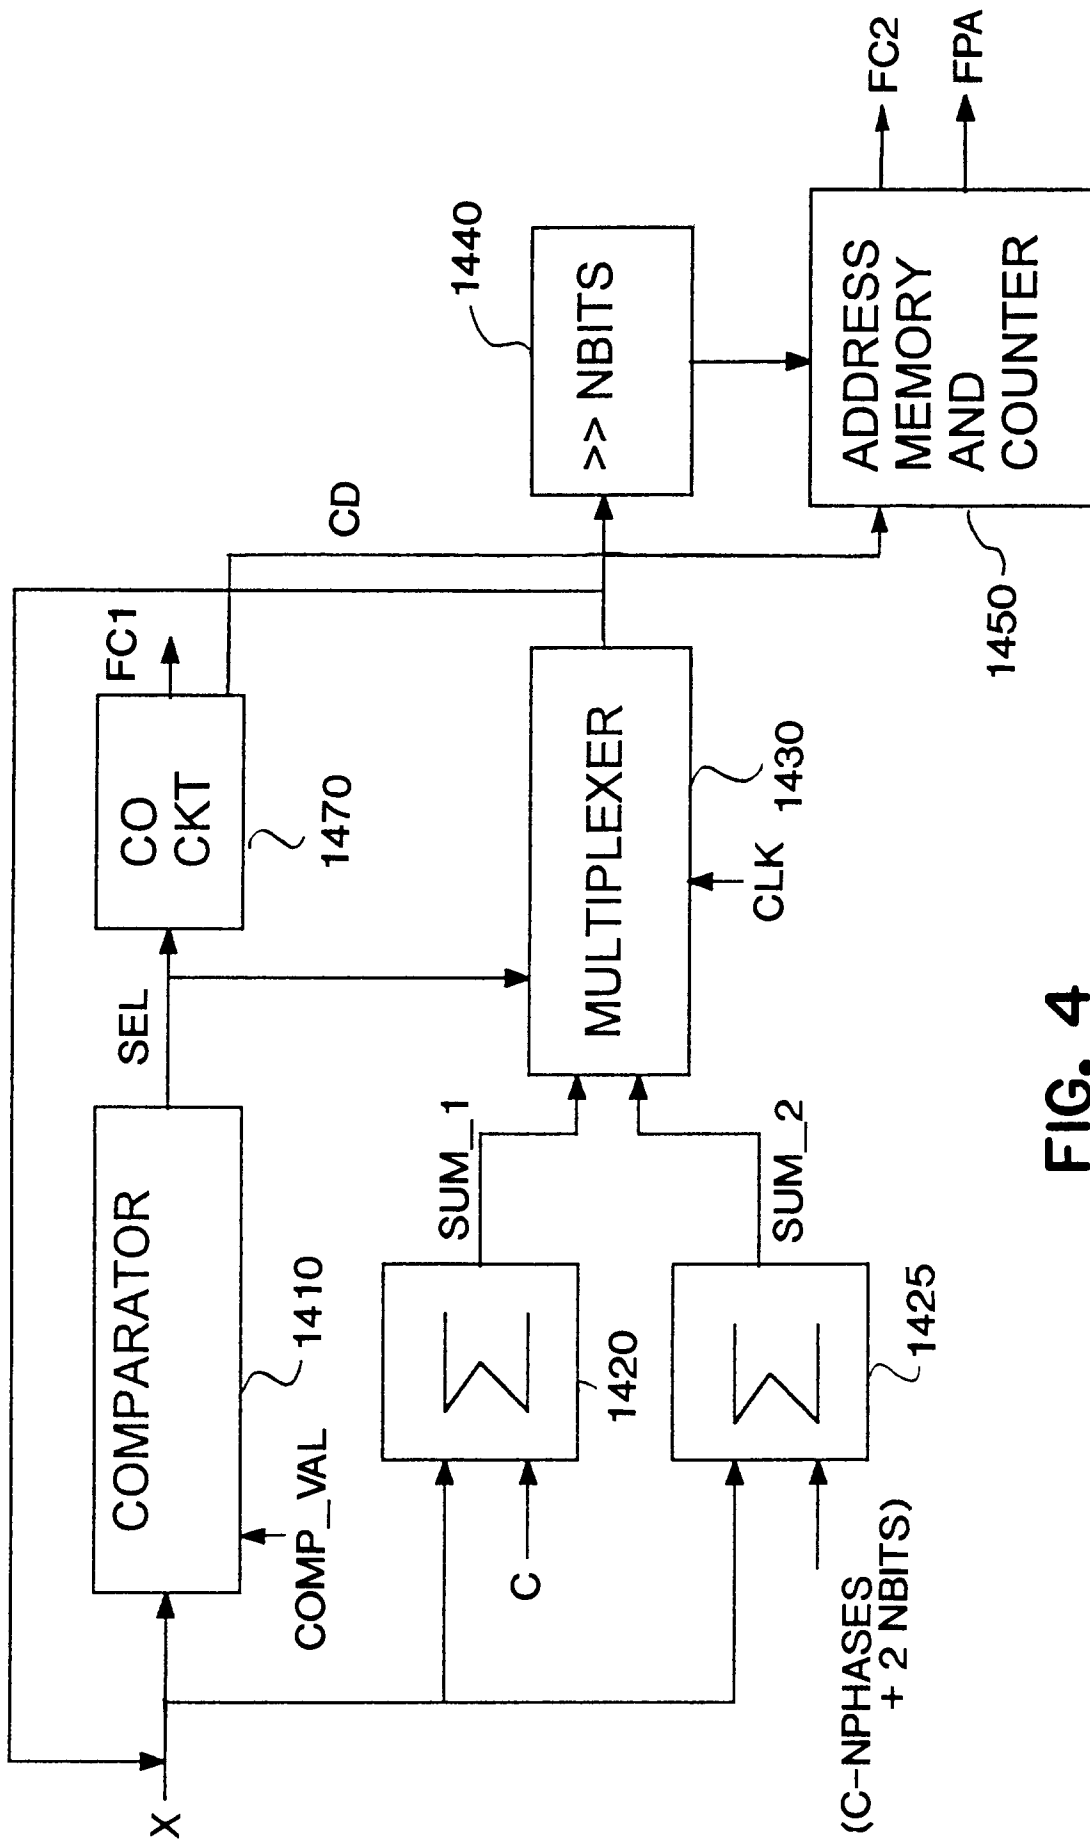 X
COMPARATOR
1410
COMP_VAL
SEL
CO
CKT
1470
FC1
CD
C
1420
SUM_1
(C-NPHASES
+ 2 NBITS)
1425
SUM_2
MULTIPLEXER
1430
CLK
>> NBITS
1440
ADDRESS
MEMORY
AND
COUNTER
1450
FC2
FPA
Σ
Σ
FIG. 4